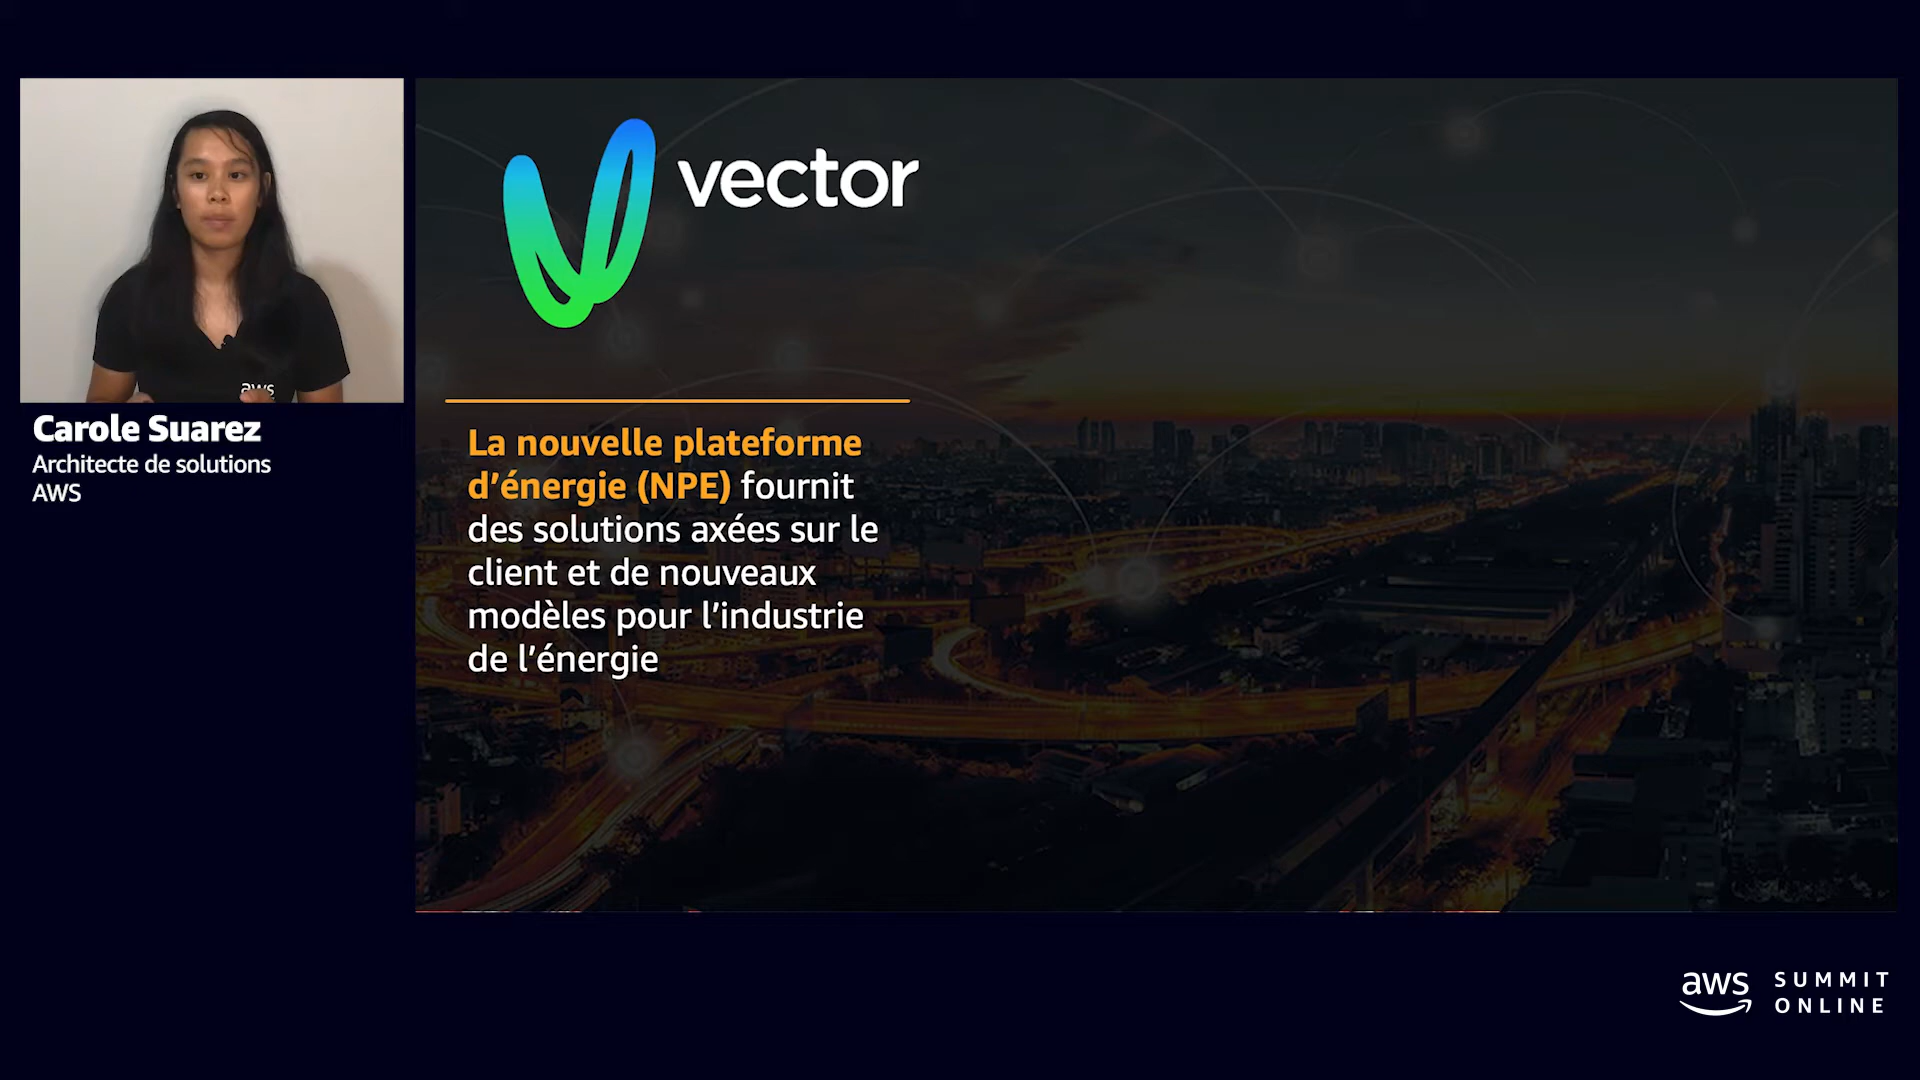 vector
aws
Carole Suarez
Architecte de solutions
AWS
La nouvelle plateforme
d’énergie (NPE) fournit
des solutions axées sur le
client et de nouveaux
modèles pour l’industrie
de l’énergie
aws SUMMIT
ONLINE